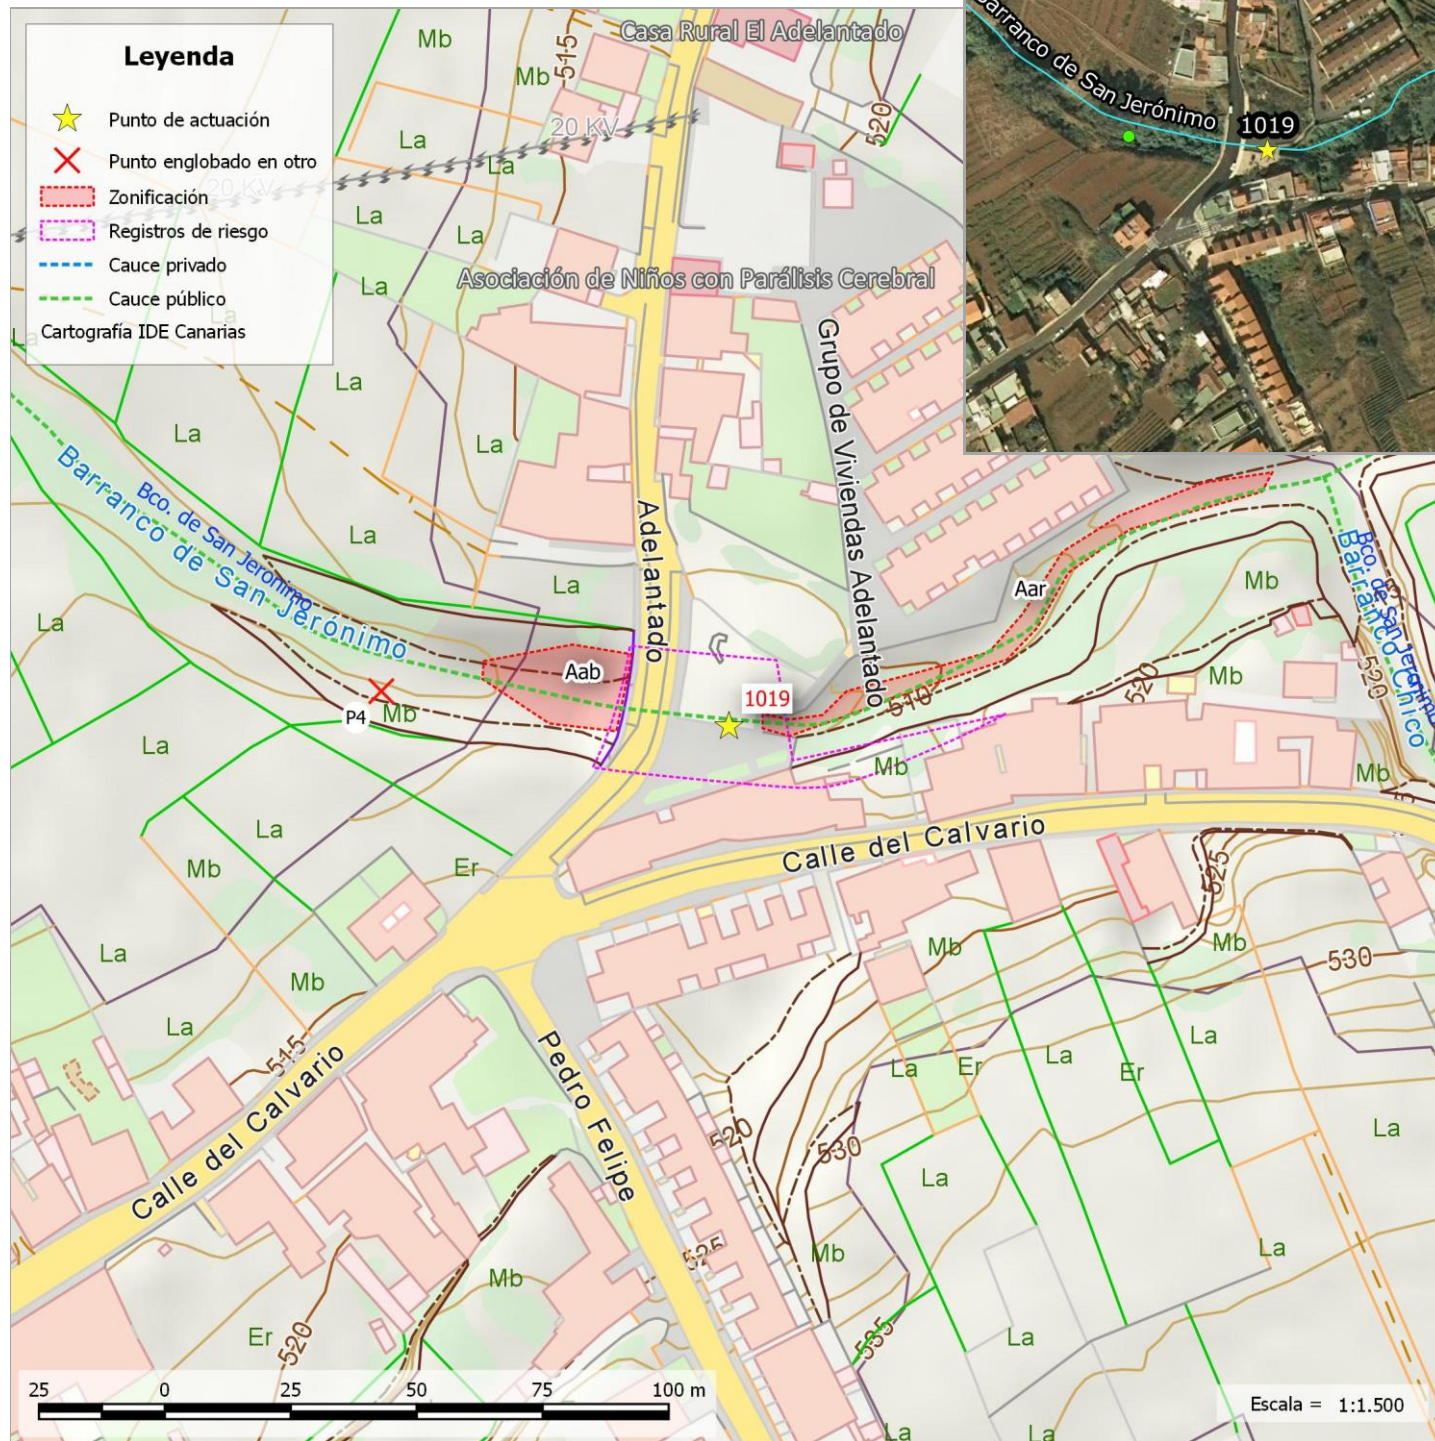 Leyenda
Punto de actuación
Punto englobado en otro
Zonificación
Registros de riesgo
Cauce privado
Cauce público
Cartografía IDE Canarias
Casa Rural El Adelantado
Barranco de San Jerónimo
1019
Mb
Mb
515
520
20 KV
20 KV
La
La
La
La
La
La
La
Asociación de Niños con Parálisis Cerebral
Grupo de Viviendas Adelantado
La
La
La
La
La
Adelantado
Barranco de San Jerónimo
Bco. de San Jeronimo
La
Aar
Mb
Barranco Chico
Bco. de San Jeronimo
Aab
1019
510
520
Mb
520
P4
Mb
La
Mb
Mb
Calle del Calvario
La
Mb
Er
525
La
Mb
Mb
Mb
530
La
515
Calle del Calvario
Pedro Felipe
La
La
Er
La
Er
La
520
530
La
525
Mb
La
Mb
Er
520
535
La
La
La
25 0 25 50 75 100 m
Escala = 1:1.500